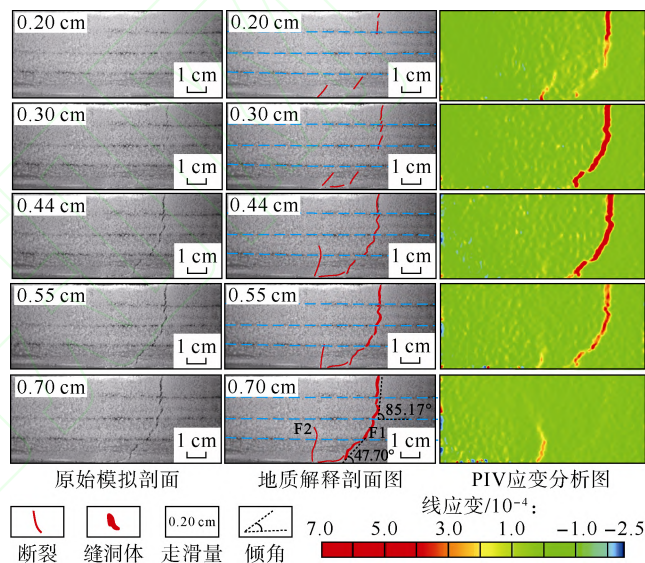 0.20 cm 0.20 cm
1 cm 1 cm
0.30 cm 0.30 cm
1 cm 1 cm
0.44 cm 0.44 cm
1 cm 1 cm
0.55 cm 0.55 cm
1 cm 1 cm
0.70 cm 0.70 cm
85.17°
F2 F1
1 cm 47.70° 1 cm
原始模拟剖面 地质解释剖面图 PIV应变分析图
线应变/10⁻⁴:
0.20 cm
7.0 5.0 3.0 1.0 −1.0 −2.5
断裂 缝洞体 走滑量 倾角